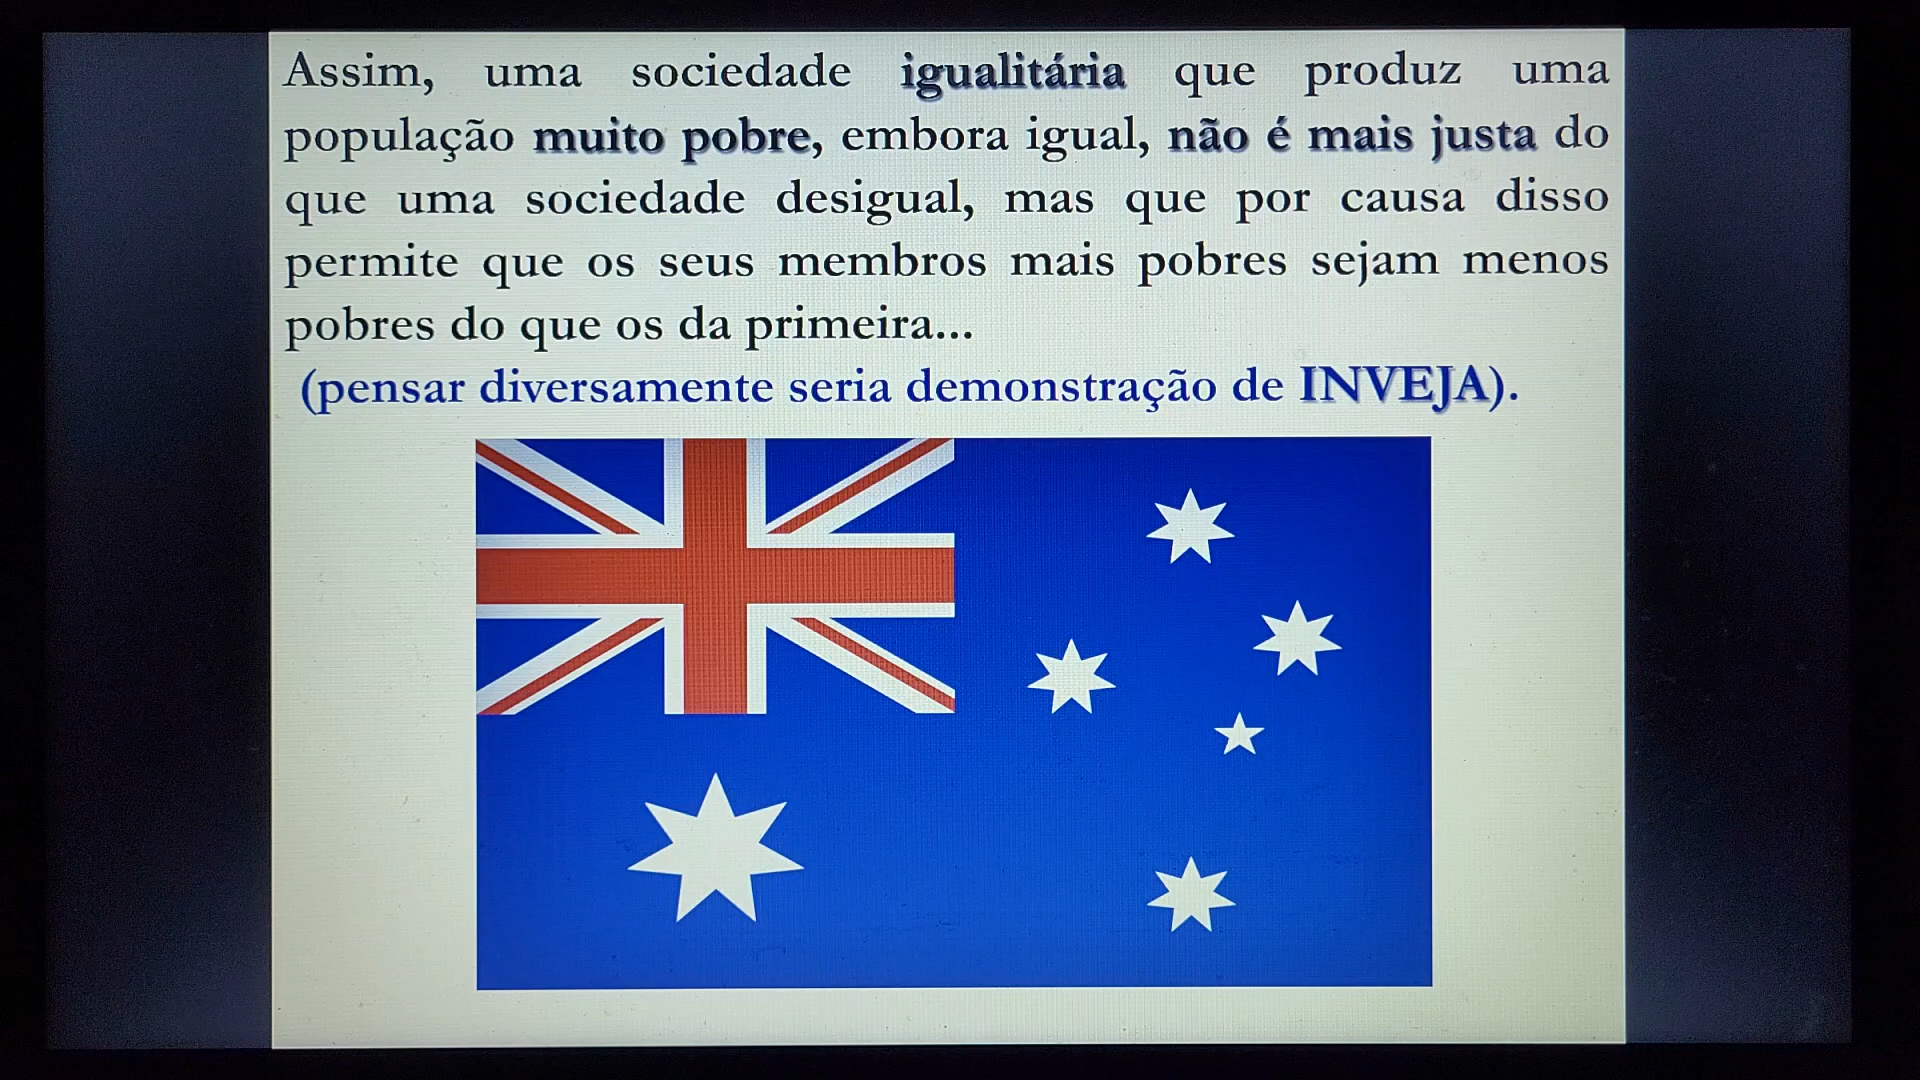 Assim, uma sociedade igualitária que produz uma
população muito pobre, embora igual, não é mais justa do
que uma sociedade desigual, mas que por causa disso
permite que os seus membros mais pobres sejam menos
pobres do que os da primeira...
(pensar diversamente seria demonstração de INVEJA).